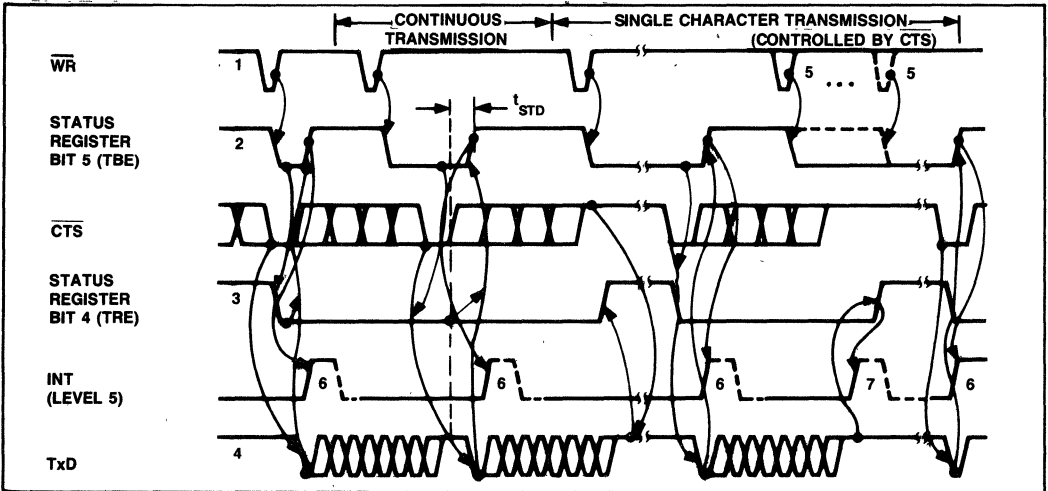 CONTINUOUS
TRANSMISSION
SINGLE CHARACTER TRANSMISSION
(CONTROLLED BY CTS)
WR
1
5
...
5
tSTD
STATUS
REGISTER
BIT 5 (TBE)
2
CTS
STATUS
REGISTER
BIT 4 (TRE)
3
INT
(LEVEL 5)
6
6
6
7
6
TxD
4